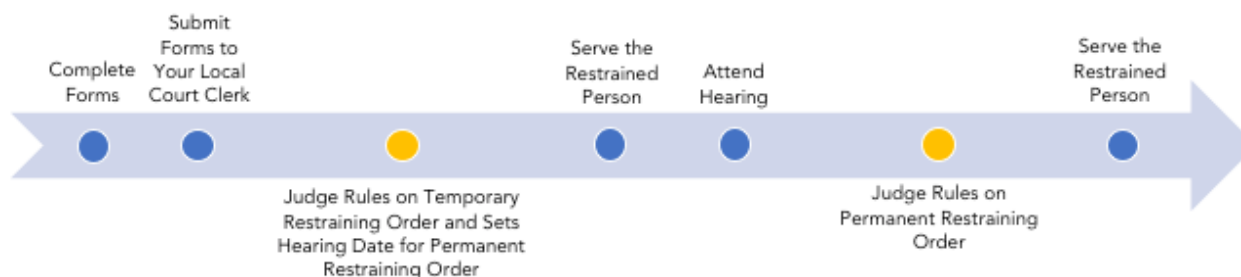 Complete
Forms
Submit
Forms to
Your Local
Court Clerk
Judge Rules on Temporary
Restraining Order and Sets
Hearing Date for Permanent
Restraining Order
Serve the
Restrained
Person
Attend
Hearing
Judge Rules on
Permanent Restraining
Order
Serve the
Restrained
Person